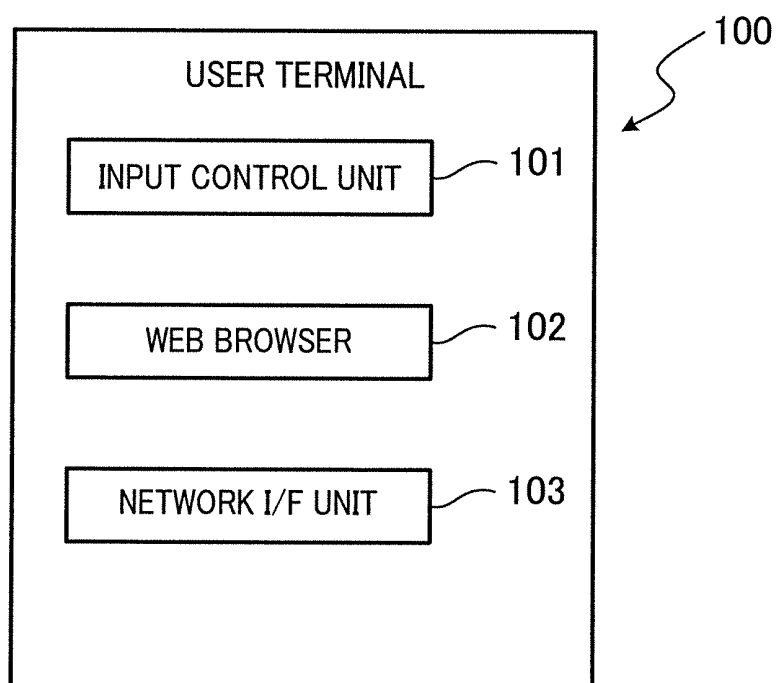 100
USER TERMINAL
INPUT CONTROL UNIT
101
WEB BROWSER
102
NETWORK I/F UNIT
103